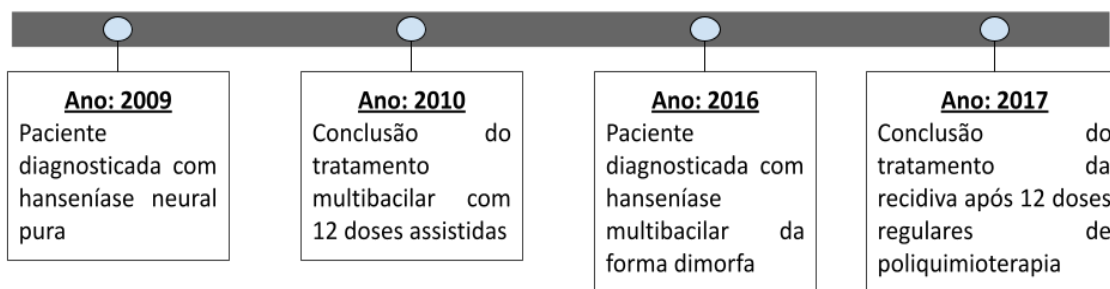 Ano: 2009
Paciente
diagnosticada com
hanseníase neural
pura
Ano: 2010
Conclusão do
tratamento
multibacilar com
12 doses assistidas
Ano: 2016
Paciente
diagnosticada com
hanseníase
multibacilar da
forma dimorfa
Ano: 2017
Conclusão do
tratamento da
recidiva após 12 doses
regulares de
poliquimioterapia